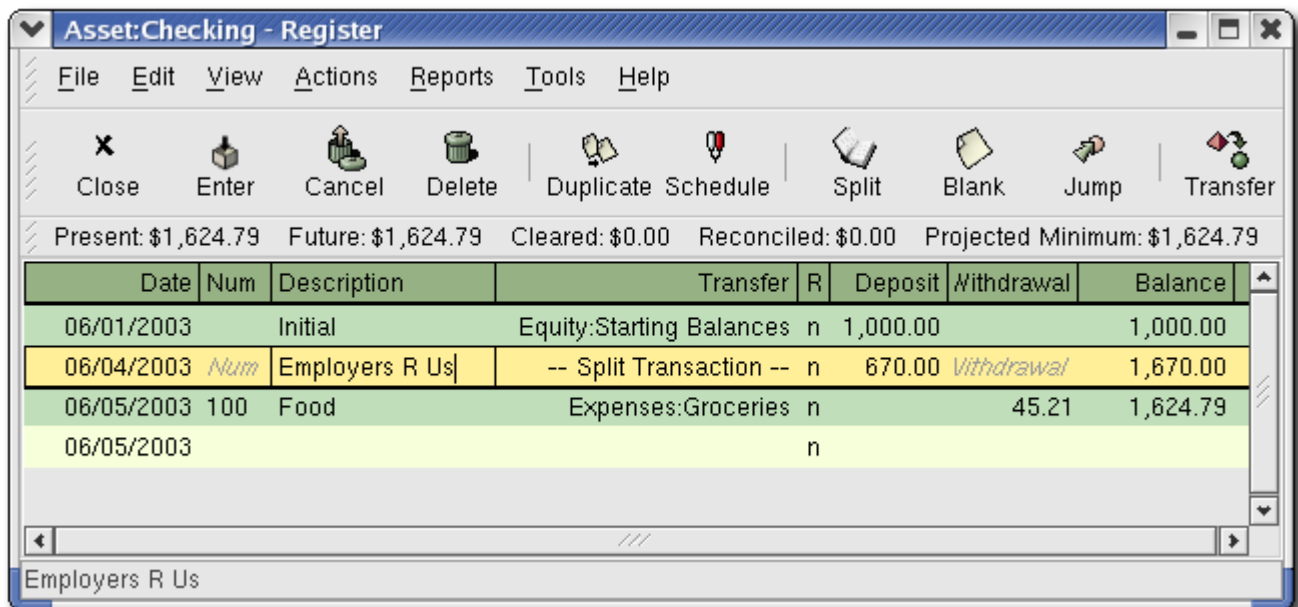 Asset:Checking - Register
File Edit View Actions Reports Tools Help
Close Enter Cancel Delete Duplicate Schedule Split Blank Jump Transfer
Present: $1,624.79 Future: $1,624.79 Cleared: $0.00 Reconciled: $0.00 Projected Minimum: $1,624.79
Date Num Description Transfer R Deposit Withdrawal Balance
06/01/2003 Initial Equity:Starting Balances n 1,000.00 1,000.00
06/04/2003 Num Employers R Us -- Split Transaction -- n 670.00 Withdrawal 1,670.00
06/05/2003 100 Food Expenses:Groceries n 45.21 1,624.79
06/05/2003 n
Employers R Us